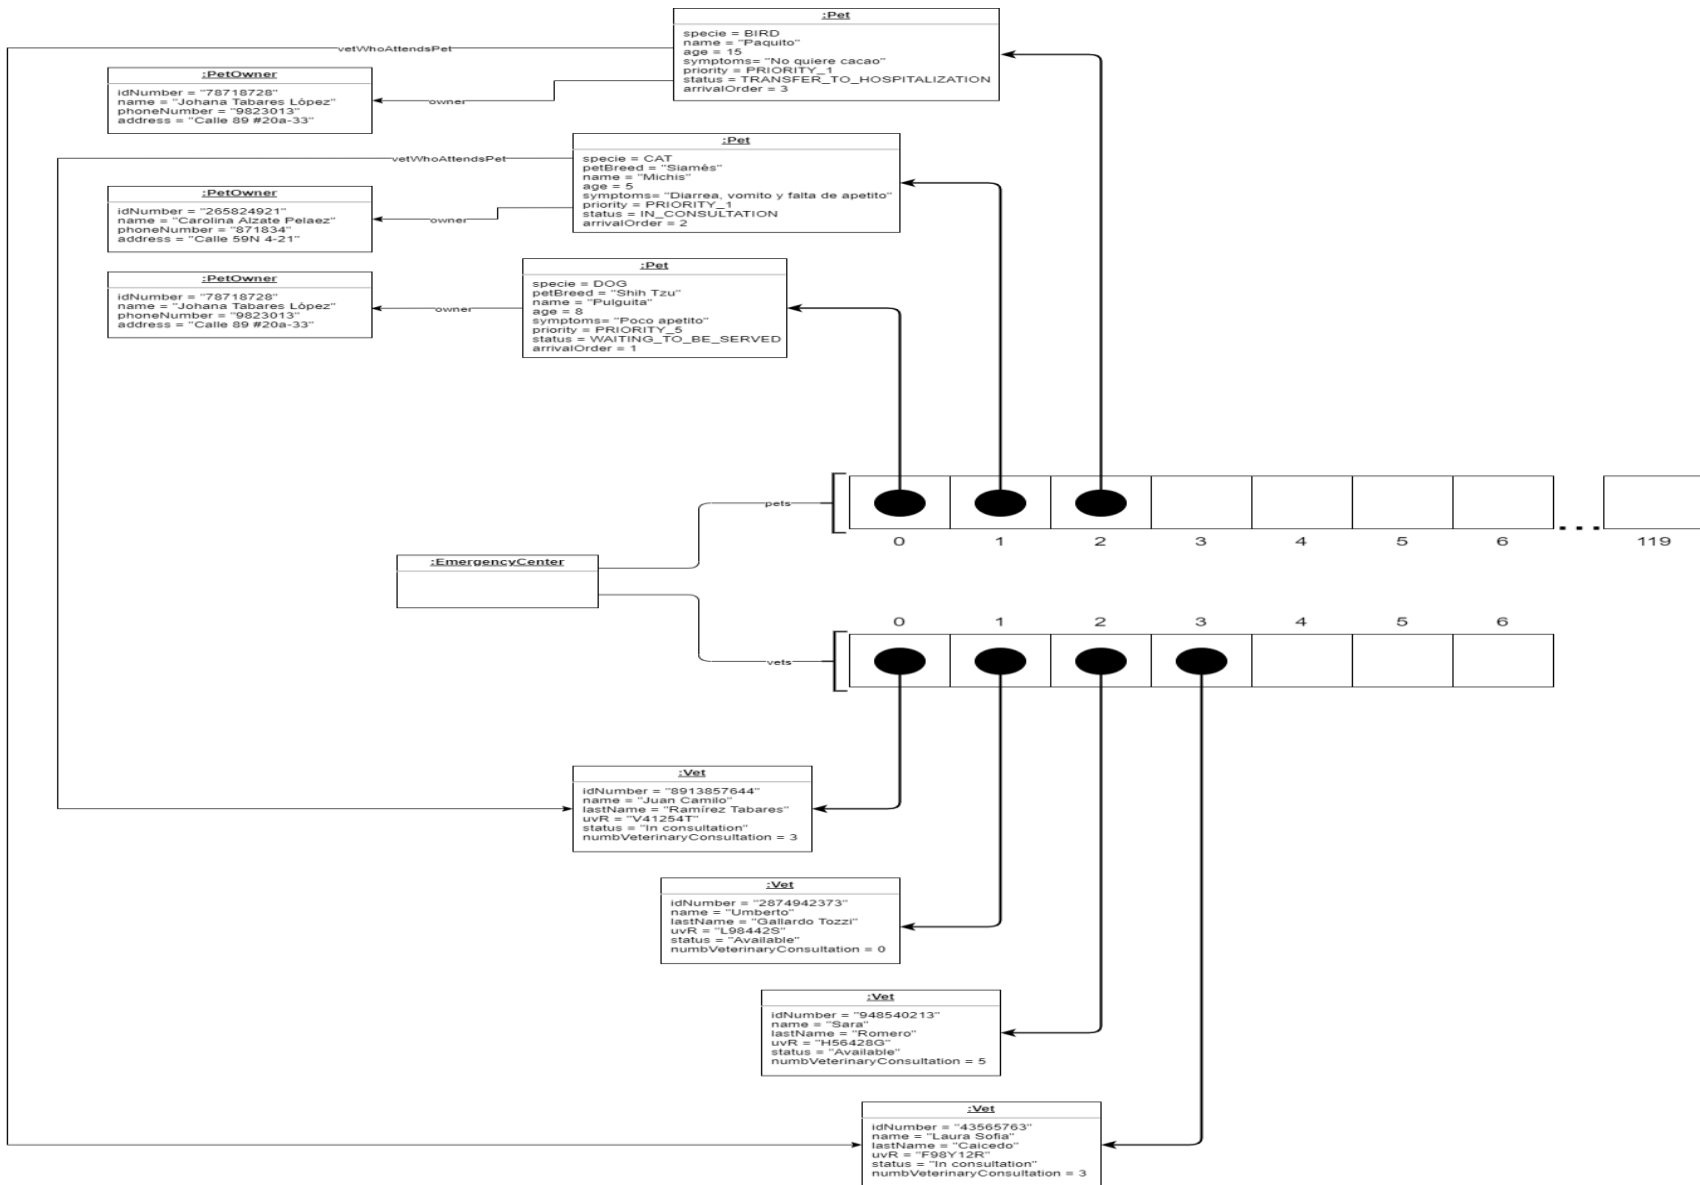 :Pet
specie = BIRD
name = "Paquito"
age = 15
symptoms= "No quiere cacao"
priority = PRIORITY_1
status = TRANSFER_TO_HOSPITALIZATION
arrivalOrder = 3
vetWhoAttendsPet
:PetOwner
idNumber = "78718728"
name = "Johana Tabares López"
phoneNumber = "9823013"
address = "Calle 89 #20a-33"
owner
:Pet
specie = CAT
petBreed = "Siamés"
name = "Michis"
age = 5
symptoms= "Diarrea, vomito y falta de apetito"
priority = PRIORITY_1
status = IN_CONSULTATION
arrivalOrder = 2
vetWhoAttendsPet
:PetOwner
idNumber = "265824921"
name = "Carolina Alzate Pelaez"
phoneNumber = "871834"
address = "Calle 59N 4-21"
owner
:PetOwner
idNumber = "78718728"
name = "Johana Tabares López"
phoneNumber = "9823013"
address = "Calle 89 #20a-33"
owner
:Pet
specie = DOG
petBreed = "Shih Tzu"
name = "Pulguita"
age = 8
symptoms= "Poco apetito"
priority = PRIORITY_5
status = WAITING_TO_BE_SERVED
arrivalOrder = 1
pets
...
0 1 2 3 4 5 6 119
:EmergencyCenter
0 1 2 3 4 5 6
vets
:Vet
idNumber = "8913857644"
name = "Juan Camilo"
lastName = "Ramírez Tabares"
uvR = "V41254T"
status = "In consultation"
numbVeterinaryConsultation = 3
:Vet
idNumber = "2874942373"
name = "Umberto"
lastName = "Gallardo Tozzi"
uvR = "L98442S"
status = "Available"
numbVeterinaryConsultation = 0
:Vet
idNumber = "948540213"
name = "Sara"
lastName = "Romero"
uvR = "H56428G"
status = "Available"
numbVeterinaryConsultation = 5
:Vet
idNumber = "43565763"
name = "Laura Sofia"
lastName = "Caicedo"
uvR = "F98Y12R"
status = "In consultation"
numbVeterinaryConsultation = 3